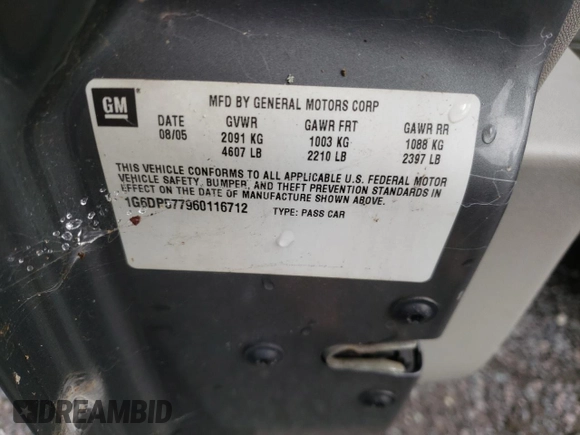 GM
MFD BY GENERAL MOTORS CORP
DATE GVWR GAWR FRT GAWR RR
08/05 2091 KG 1003 KG 1088 KG
4607 LB 2210 LB 2397 LB
THIS VEHICLE CONFORMS TO ALL APPLICABLE U.S. FEDERAL MOTOR
VEHICLE SAFETY, BUMPER, AND THEFT PREVENTION STANDARDS IN
EFFECT ON THE DATE OF MANUFACTURE SHOWN ABOVE.
1G6DP577960116712 TYPE: PASS CAR
DREAMBID